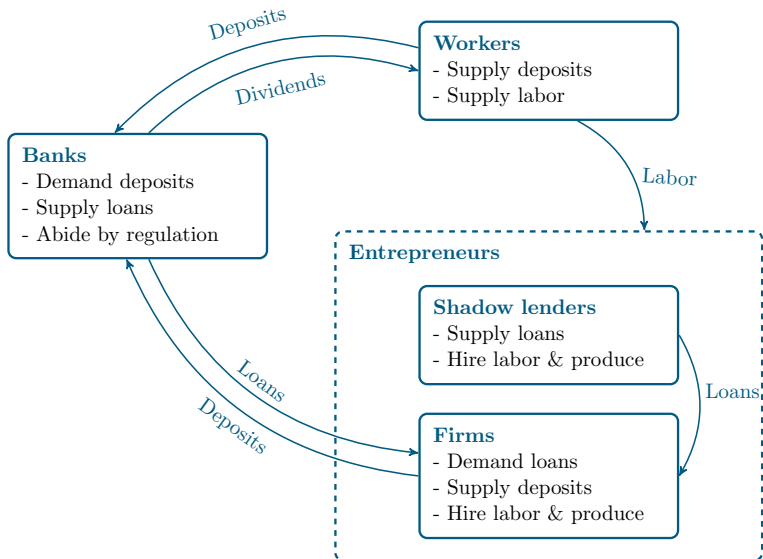 Deposits
Dividends
Workers
- Supply deposits
- Supply labor
Banks
- Demand deposits
- Supply loans
- Abide by regulation
Labor
Entrepreneurs
Shadow lenders
- Supply loans
- Hire labor & produce
Loans
Loans
Deposits
Firms
- Demand loans
- Supply deposits
- Hire labor & produce